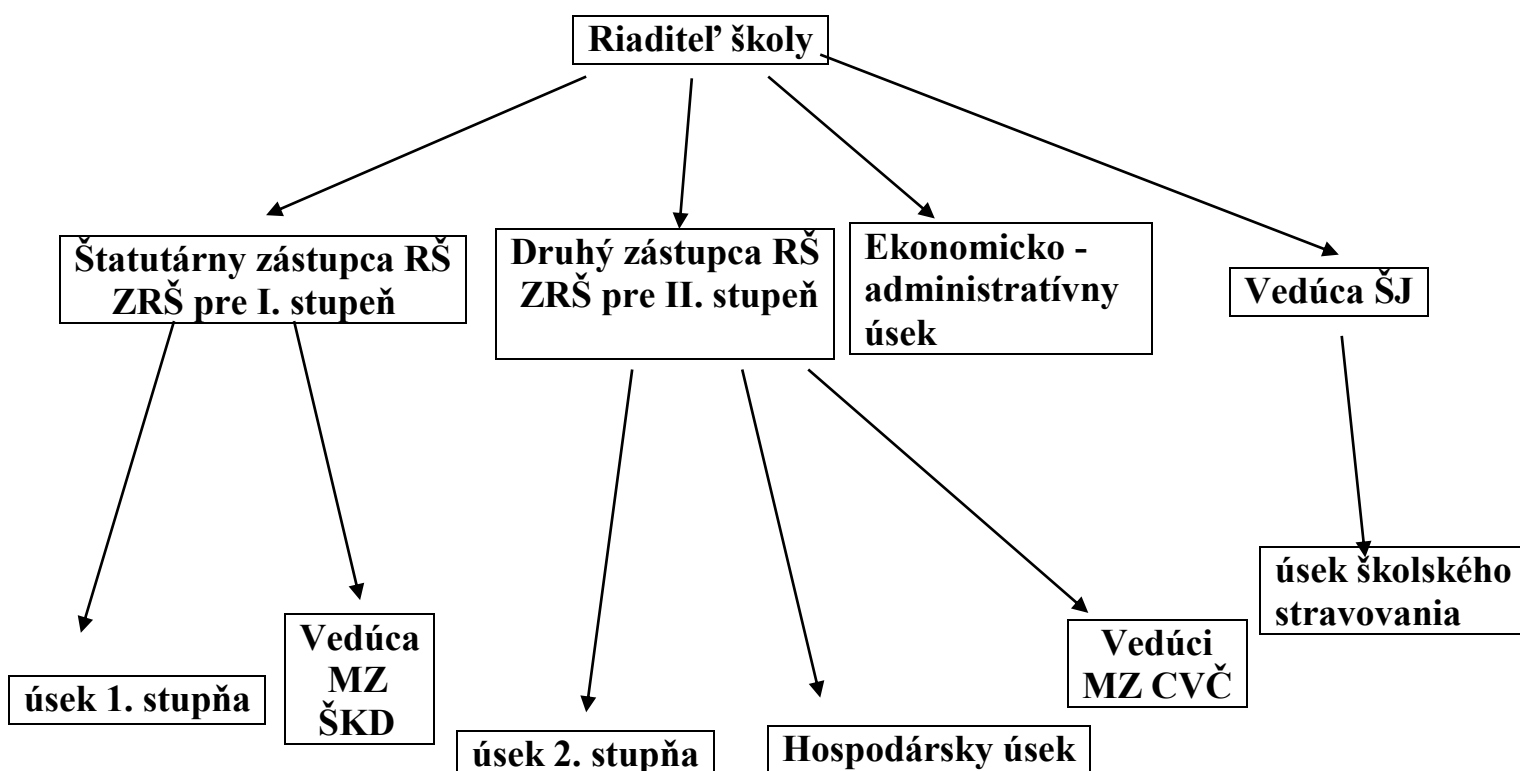 Riaditeľ školy
Štatutárny zástupca RŠ
ZRŠ pre I. stupeň
Druhý zástupca RŠ
ZRŠ pre II. stupeň
Ekonomicko -
administratívny
úsek
Vedúca ŠJ
úsek 1. stupňa
Vedúca
MZ
ŠKD
úsek 2. stupňa
Hospodársky úsek
Vedúci
MZ CVČ
úsek školského
stravovania